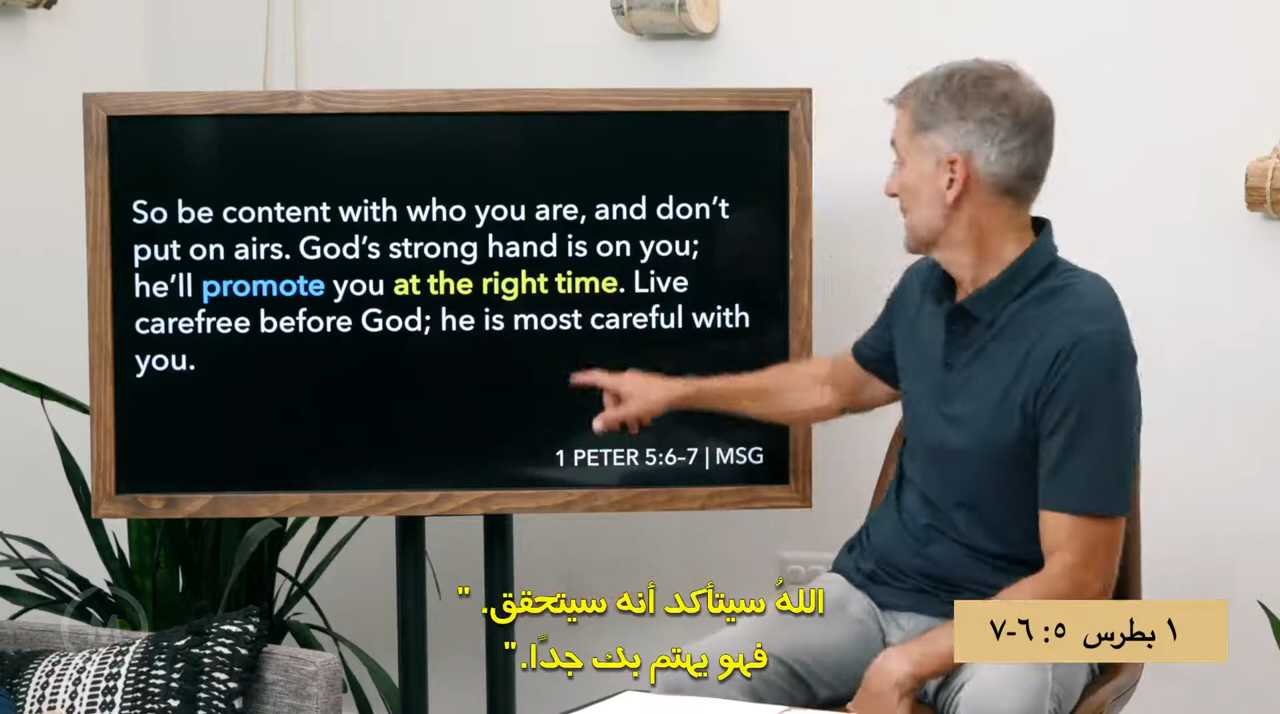 So be content with who you are, and don’t
put on airs. God’s strong hand is on you;
he’ll promote you at the right time. Live
carefree before God; he is most careful with
you.
1 PETER 5:6–7 | MSG
اللهُ سيتأكد أنه سيتحقق. "
فهو يهتم بك جدًا."
١ بطرس ٥: ٦-٧